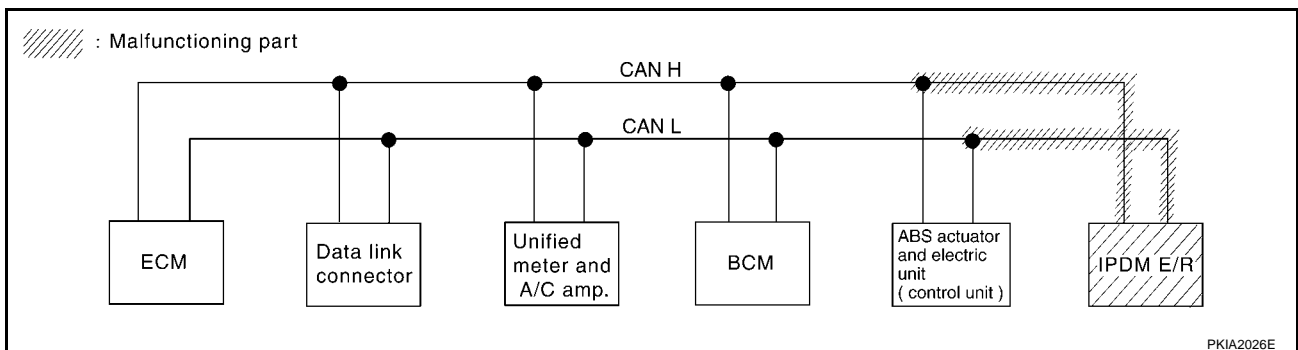 : Malfunctioning part
CAN H
CAN L
ECM
Data link
connector
Unified
meter and
A/C amp.
BCM
ABS actuator
and electric
unit
( control unit )
IPDM E/R
PKIA2026E